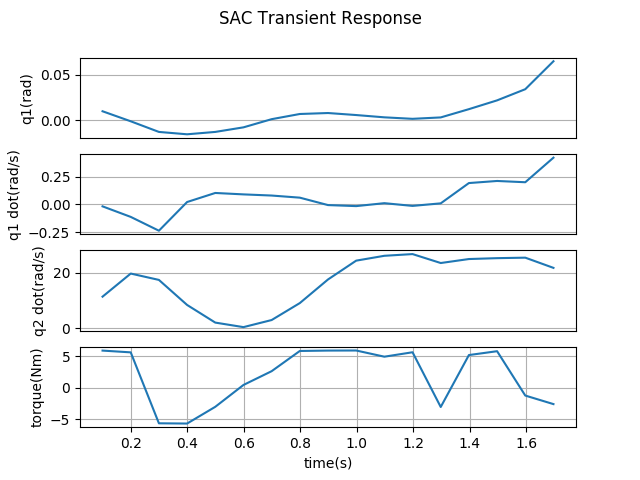 SAC Transient Response
q1(rad)
0.05
0.00
q1 dot(rad/s)
0.25
0.00
−0.25
q2 dot(rad/s)
20
0
torque(Nm)
5
0
−5
0.2 0.4 0.6 0.8 1.0 1.2 1.4 1.6
time(s)